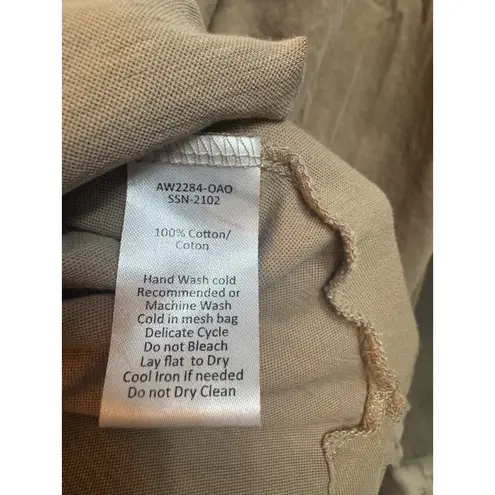 AW2284-OAO
SSN-2102
100% Cotton/
Coton
Hand Wash cold
Recommended or
Machine Wash
Cold in mesh bag
Delicate Cycle
Do not Bleach
Lay flat to Dry
Cool Iron if needed
Do not Dry Clean